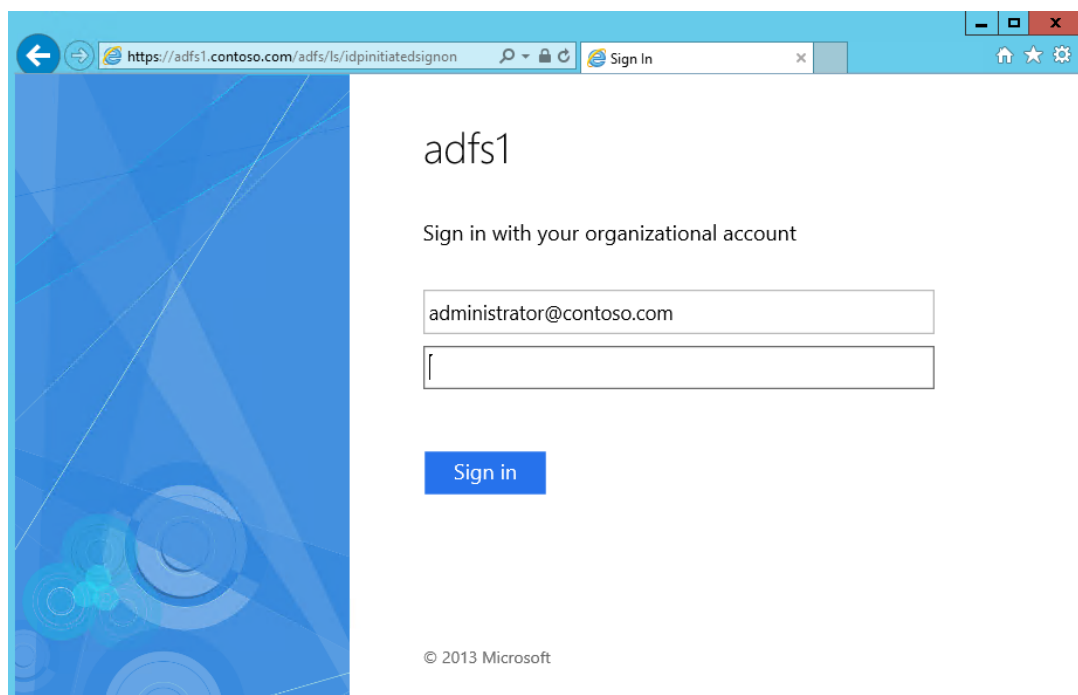 https://adfs1.contoso.com/adfs/ls/idpinitiatedsignon
Sign In
adfs1
Sign in with your organizational account
administrator@contoso.com
Sign in
© 2013 Microsoft